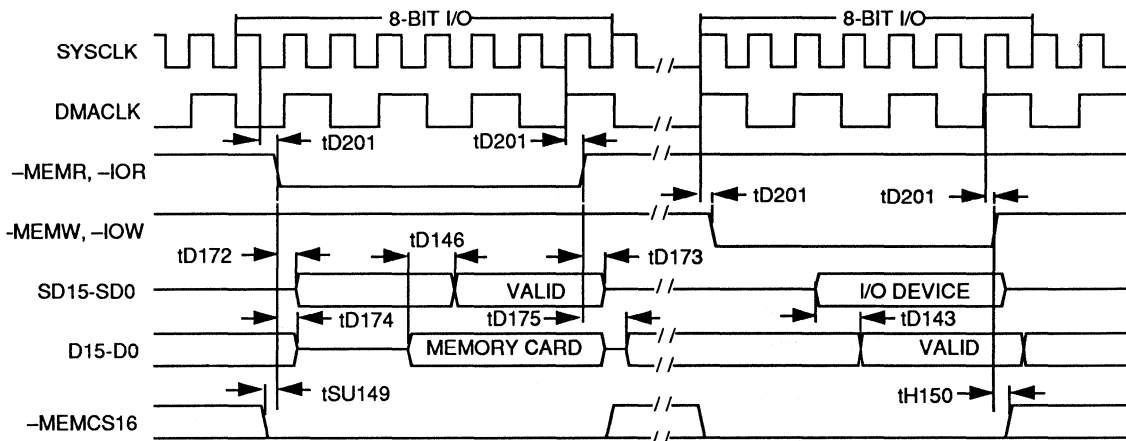 8-BIT I/O 8-BIT I/O
SYSCLK
DMACLK
tD201 tD201
–MEMR, –IOR
tD201 tD201
-MEMW, –IOW
tD146
tD172 tD173
SD15-SD0 VALID I/O DEVICE
tD174 tD175 tD143
D15-D0 MEMORY CARD VALID
tSU149 tH150
–MEMCS16